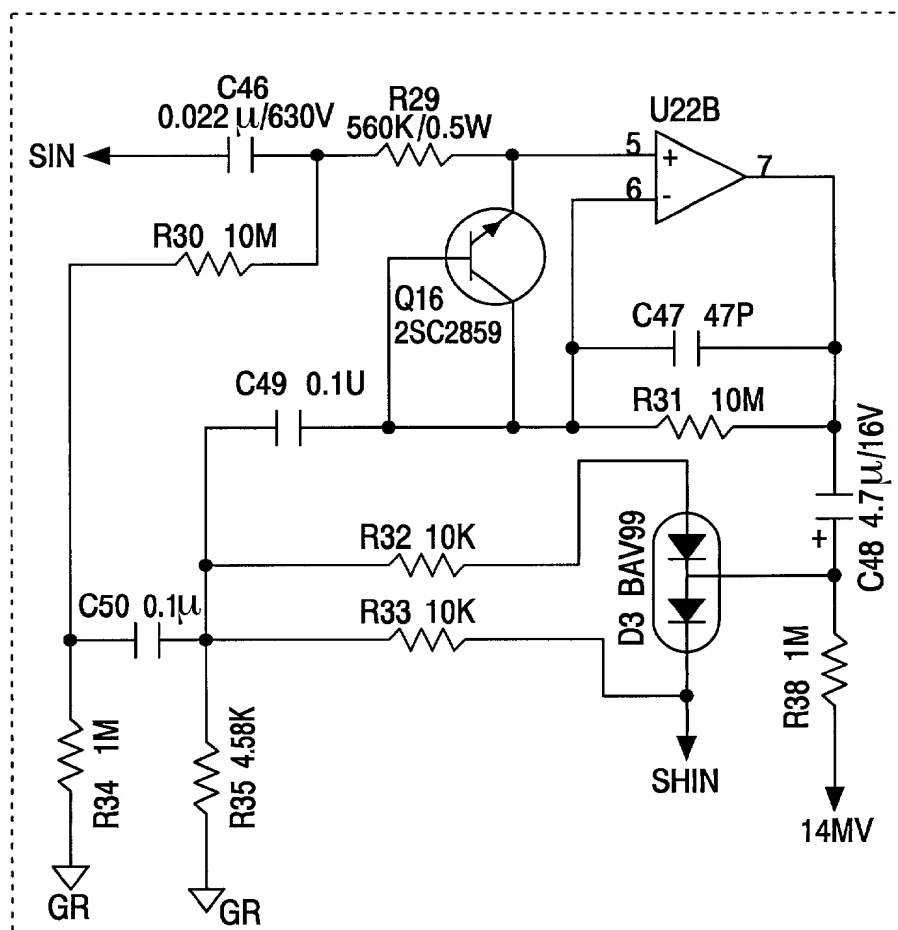 C46
0.022 μ/630V
R29
560K/0.5W
U22B
SIN
5
+
7
6
-
R30 10M
Q16
2SC2859
C47 47P
C49 0.1U
R31 10M
C48 4.7μ/16V
+
R32 10K
D3 BAV99
C50 0.1μ
R33 10K
R38 1M
R34 1M
R35 4.58K
SHIN
14MV
GR
GR